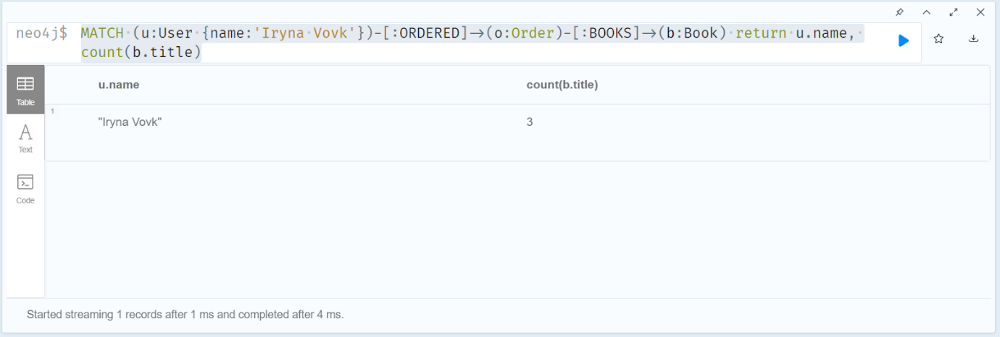 neo4j$ MATCH (u:User {name:'Iryna Vovk'})-[:ORDERED]->(o:Order)-[:BOOKS]->(b:Book) return u.name,
count(b.title)
u.name count(b.title)
Table
1
"Iryna Vovk" 3
Text
Code
Started streaming 1 records after 1 ms and completed after 4 ms.